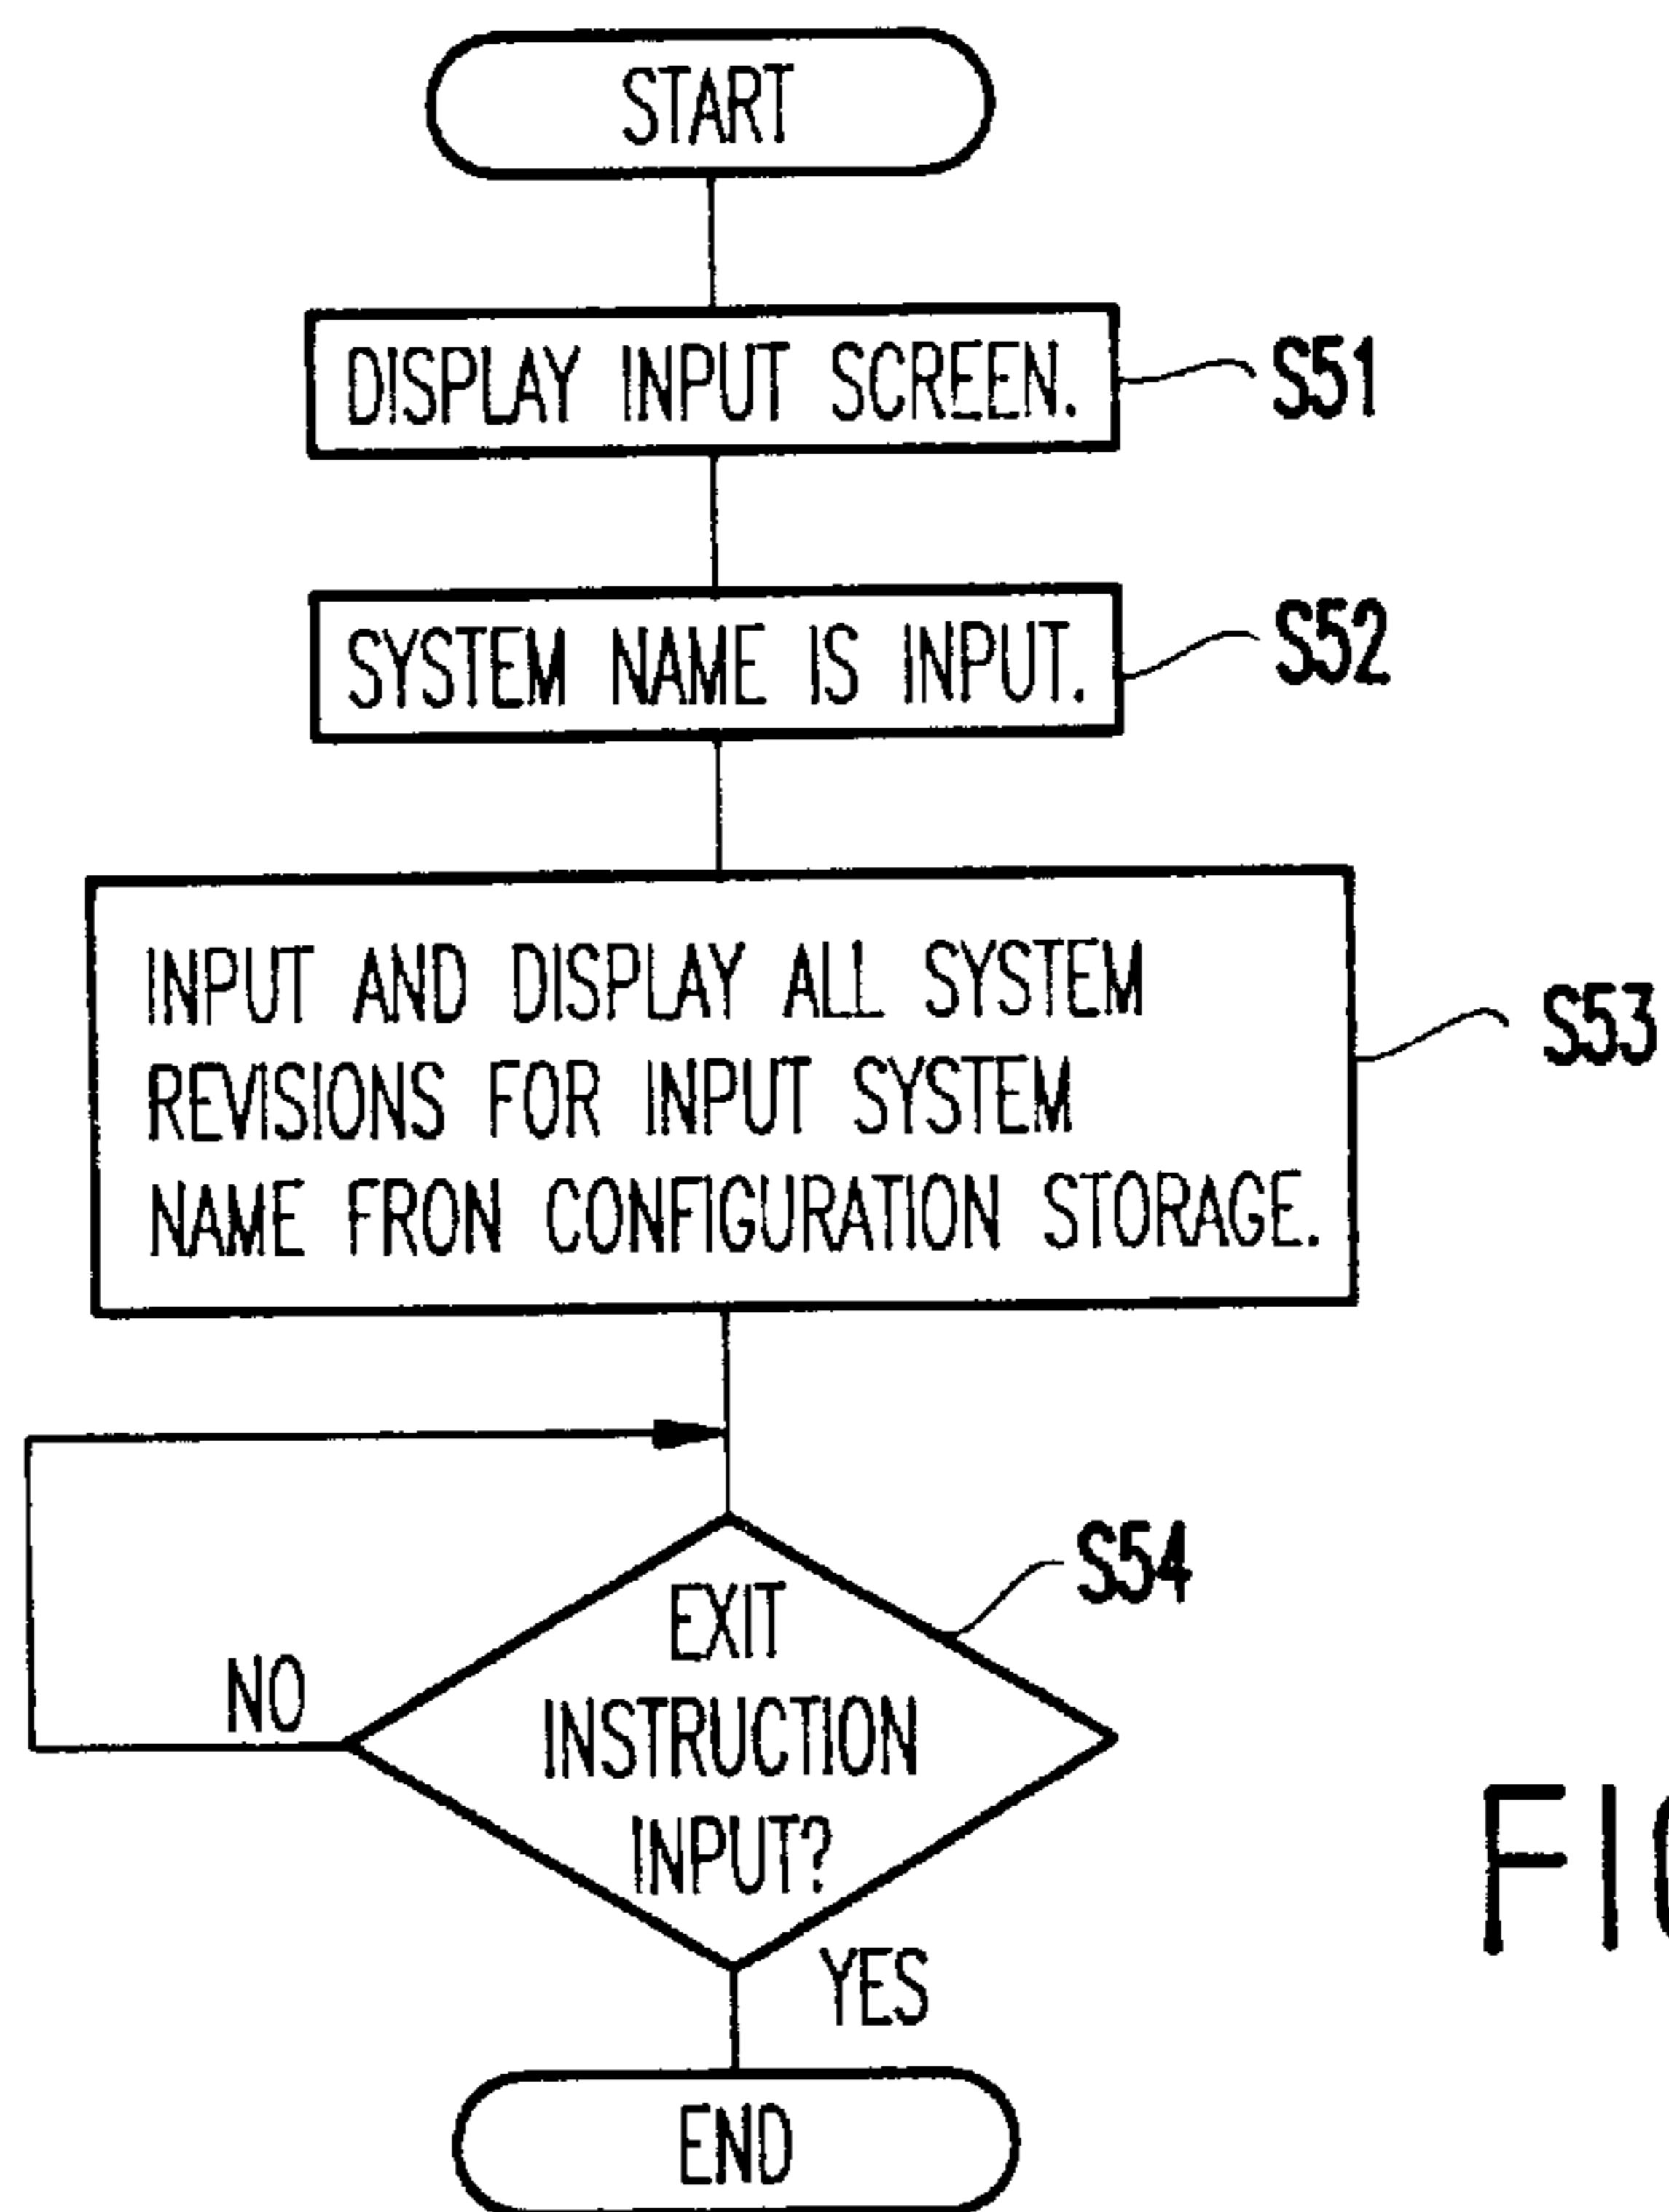 START
DISPLAY INPUT SCREEN.
S51
SYSTEM NAME IS INPUT.
S52
INPUT AND DISPLAY ALL SYSTEM
REVISIONS FOR INPUT SYSTEM
NAME FRON CONFIGURATION STORAGE.
S53
S54
EXIT
INSTRUCTION
INPUT?
NO
YES
END